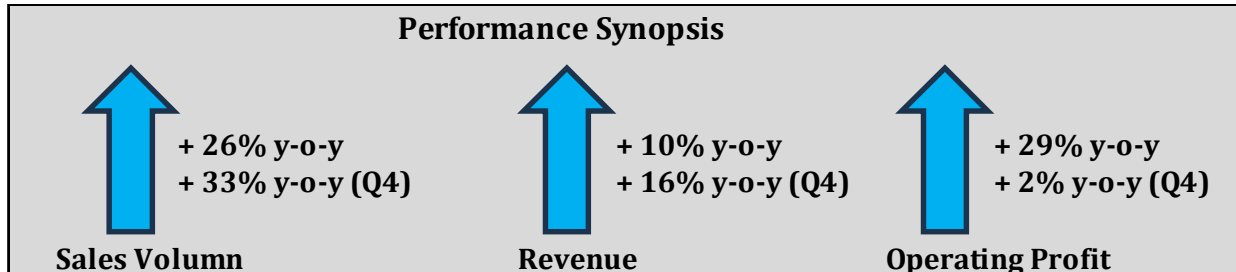 Performance Synopsis
+ 26% y-o-y
+ 33% y-o-y (Q4)
Sales Volumn
+ 10% y-o-y
+ 16% y-o-y (Q4)
Revenue
+ 29% y-o-y
+ 2% y-o-y (Q4)
Operating Profit